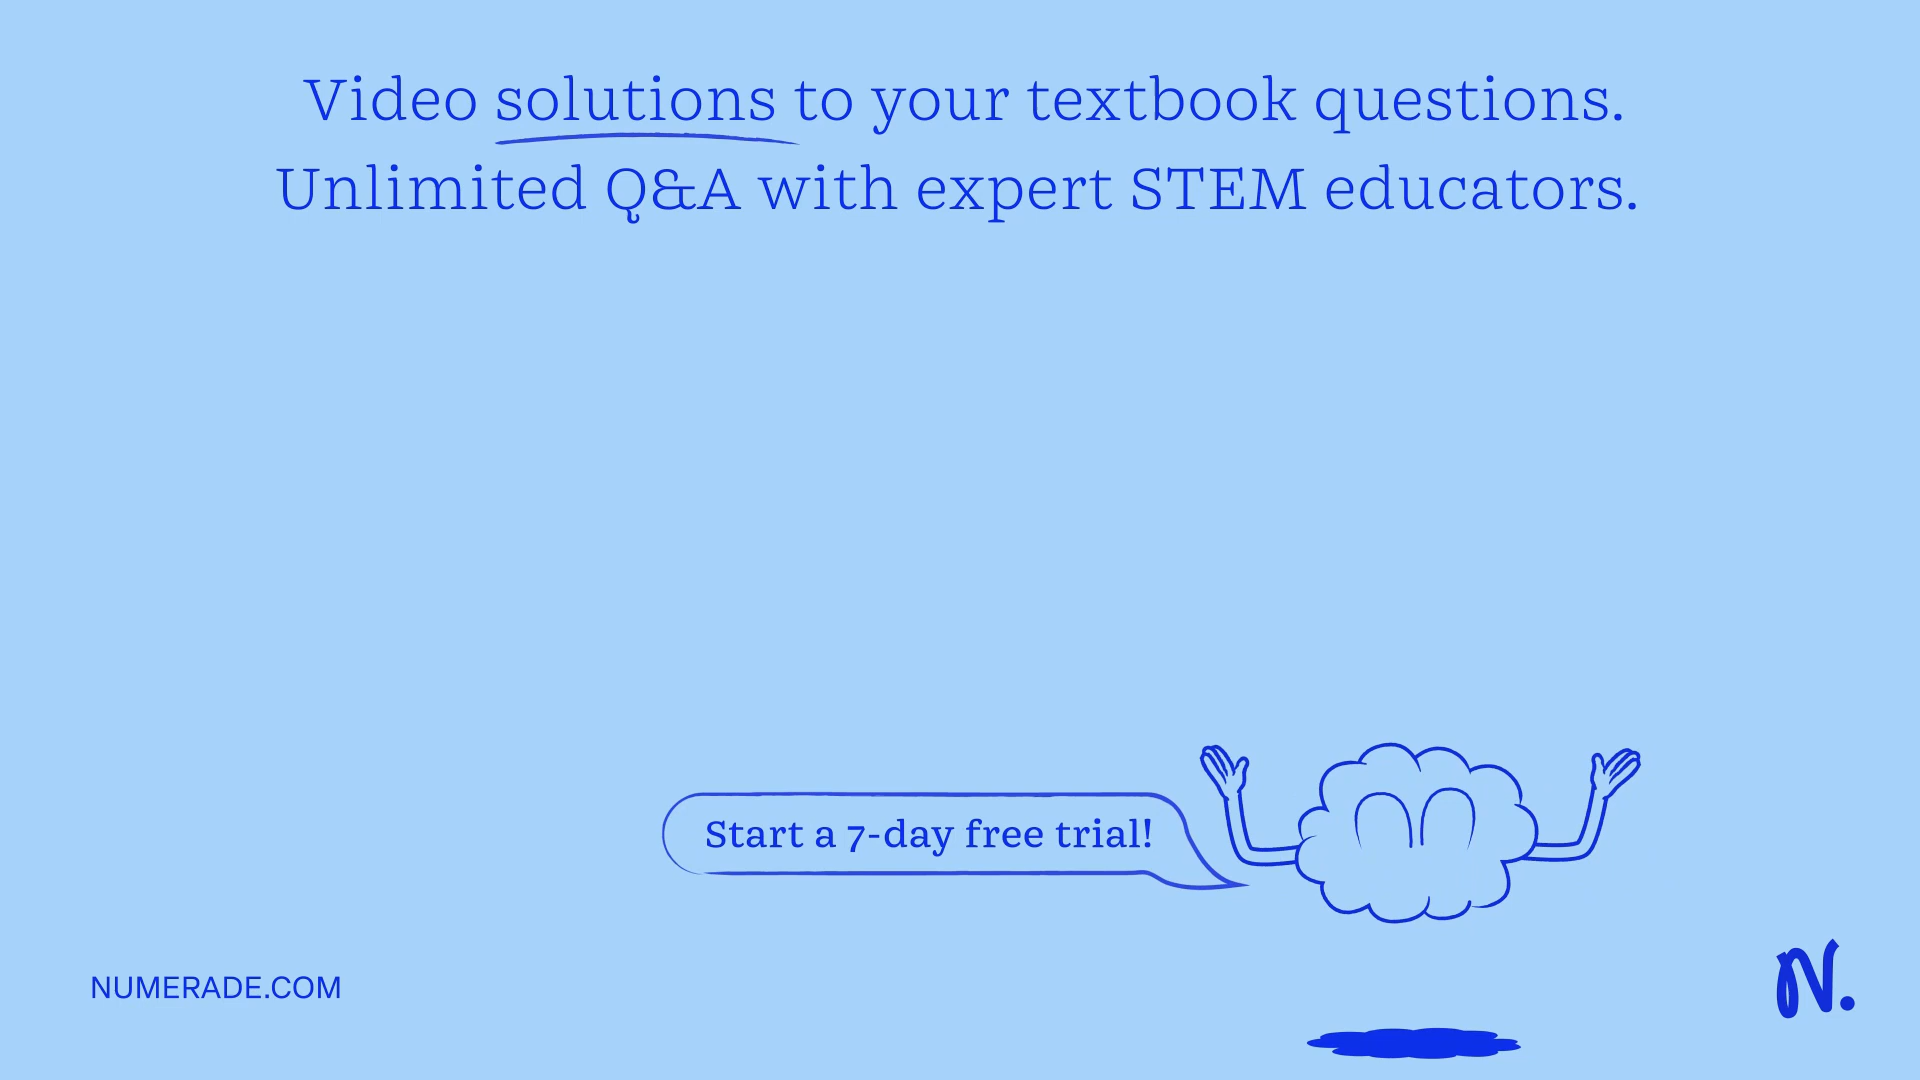 Video solutions to your textbook questions.
Unlimited Q&A with expert STEM educators.
Start a 7-day free trial!
NUMERADE.COM
N.